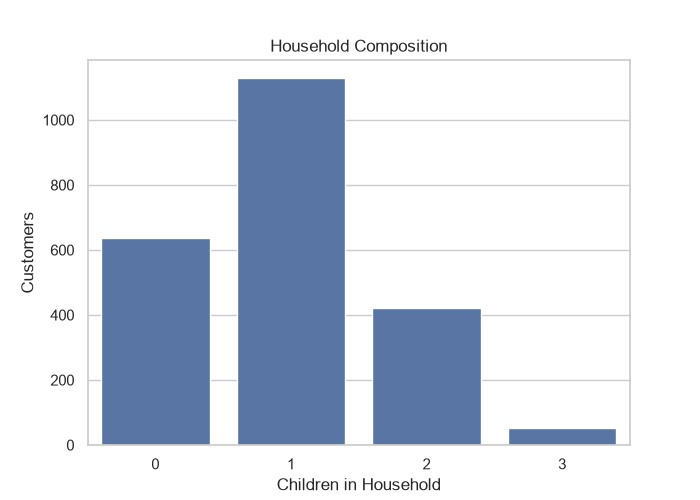 Household Composition
Customers
1000
800
600
400
200
0
0 1 2 3
Children in Household